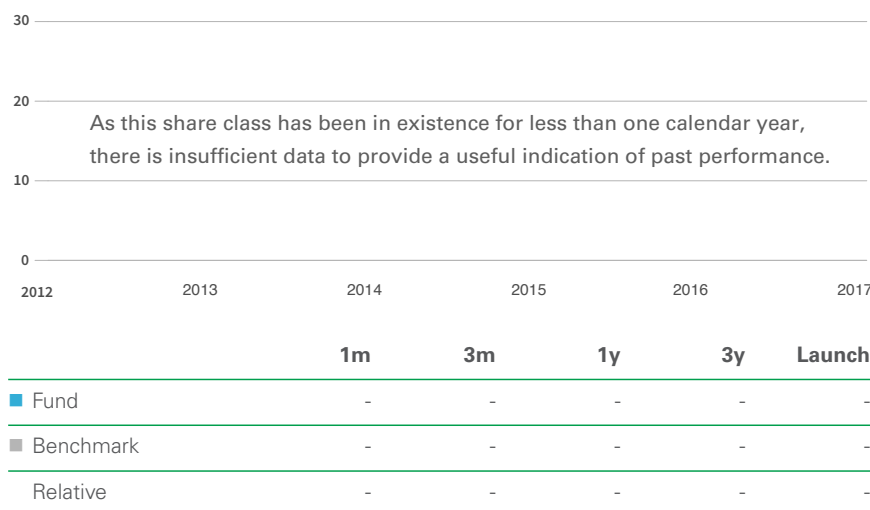 30
20
As this share class has been in existence for less than one calendar year,
there is insufficient data to provide a useful indication of past performance.
10
0
2012 2013 2014 2015 2016 2017
1m 3m 1y 3y Launch
Fund - - - - -
Benchmark - - - - -
Relative - - - - -